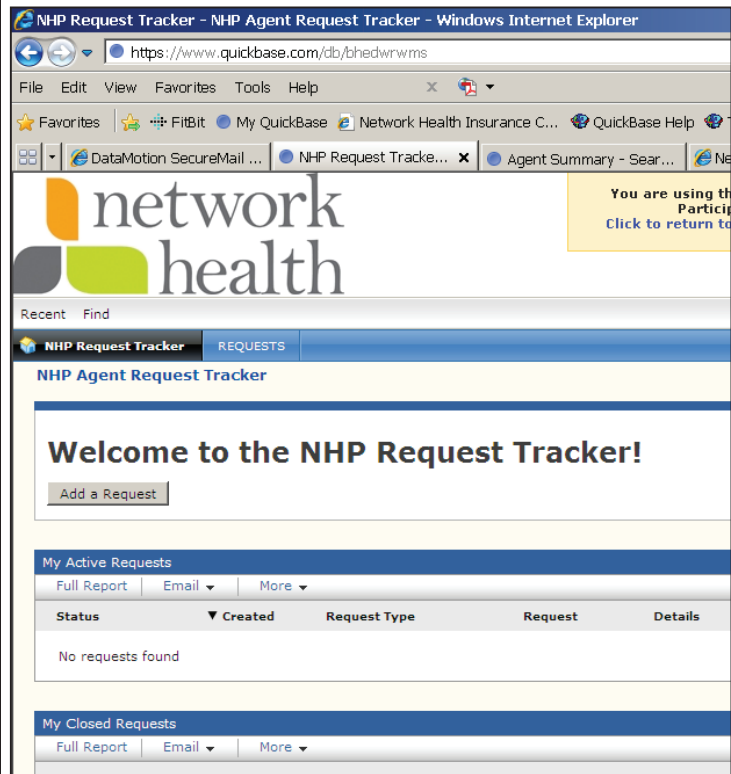 NHP Request Tracker - NHP Agent Request Tracker - Windows Internet Explorer
https://www.quickbase.com/db/bhedwrwms
File Edit View Favorites Tools Help x
Favorites FitBit My QuickBase Network Health Insurance C... QuickBase Help
DataMotion SecureMail ... NHP Request Tracke... x Agent Summary - Sear... Ne
network
health
You are using th
Particip
Click to return to
Recent Find
NHP Request Tracker REQUESTS
NHP Agent Request Tracker
Welcome to the NHP Request Tracker!
Add a Request
My Active Requests
Full Report Email More
Status Created Request Type Request Details
No requests found
My Closed Requests
Full Report Email More